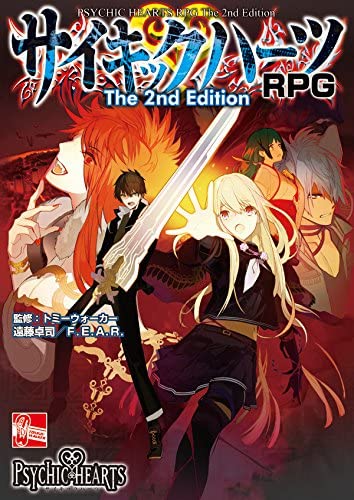 PSYCHIC HEARTS RPG The 2nd Edition
サイキックハーツ
RPG
The 2nd Edition
監修：トミーウォーカー
遠藤卓司／F.E.A.R.
PSYCHIC HEARTS